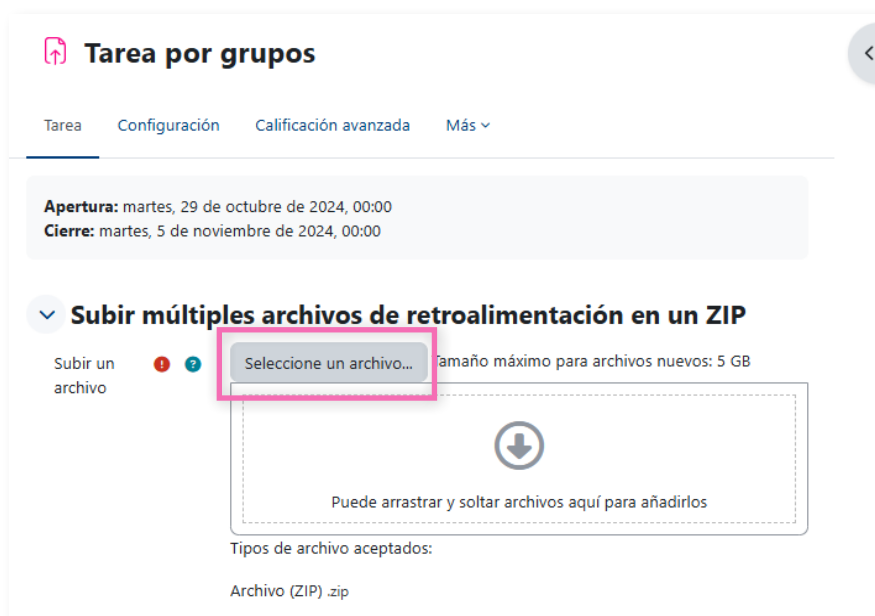 Tarea por grupos
Tarea Configuración Calificación avanzada Más
Apertura: martes, 29 de octubre de 2024, 00:00
Cierre: martes, 5 de noviembre de 2024, 00:00
Subir múltiples archivos de retroalimentación en un ZIP
Subir un archivo
Seleccione un archivo... Tamaño máximo para archivos nuevos: 5 GB
Puede arrastrar y soltar archivos aquí para añadirlos
Tipos de archivo aceptados:
Archivo (ZIP) .zip